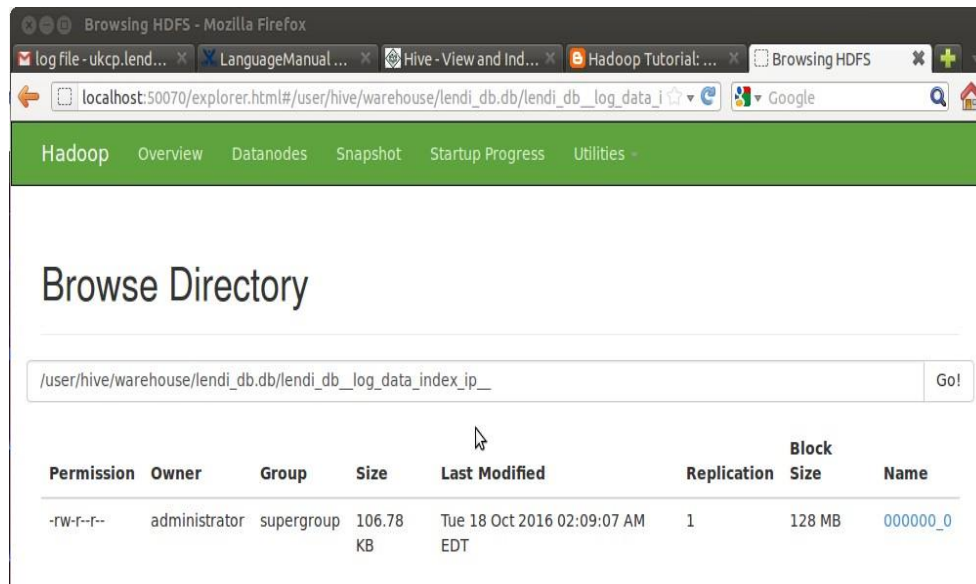 Browsing HDFS - Mozilla Firefox
log file - ukcp.lend... LanguageManual ... Hive - View and Ind... Hadoop Tutorial: ... Browsing HDFS
localhost:50070/explorer.html#/user/hive/warehouse/lendi_db.db/lendi_db__log_data_i Google
Hadoop Overview Datanodes Snapshot Startup Progress Utilities
Browse Directory
/user/hive/warehouse/lendi_db.db/lendi_db__log_data_index_ip__ Go!
Permission Owner Group Size Last Modified Replication Block Size Name
-rw-r--r-- administrator supergroup 106.78 KB Tue 18 Oct 2016 02:09:07 AM EDT 1 128 MB 000000_0